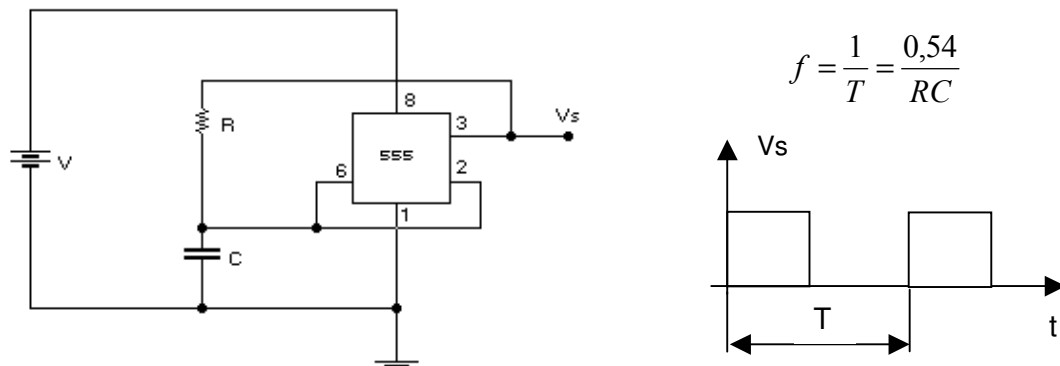 V
R
C
8
3
Vs
555
6
2
1
f = 1/T = 0,54/RC
Vs
T
t